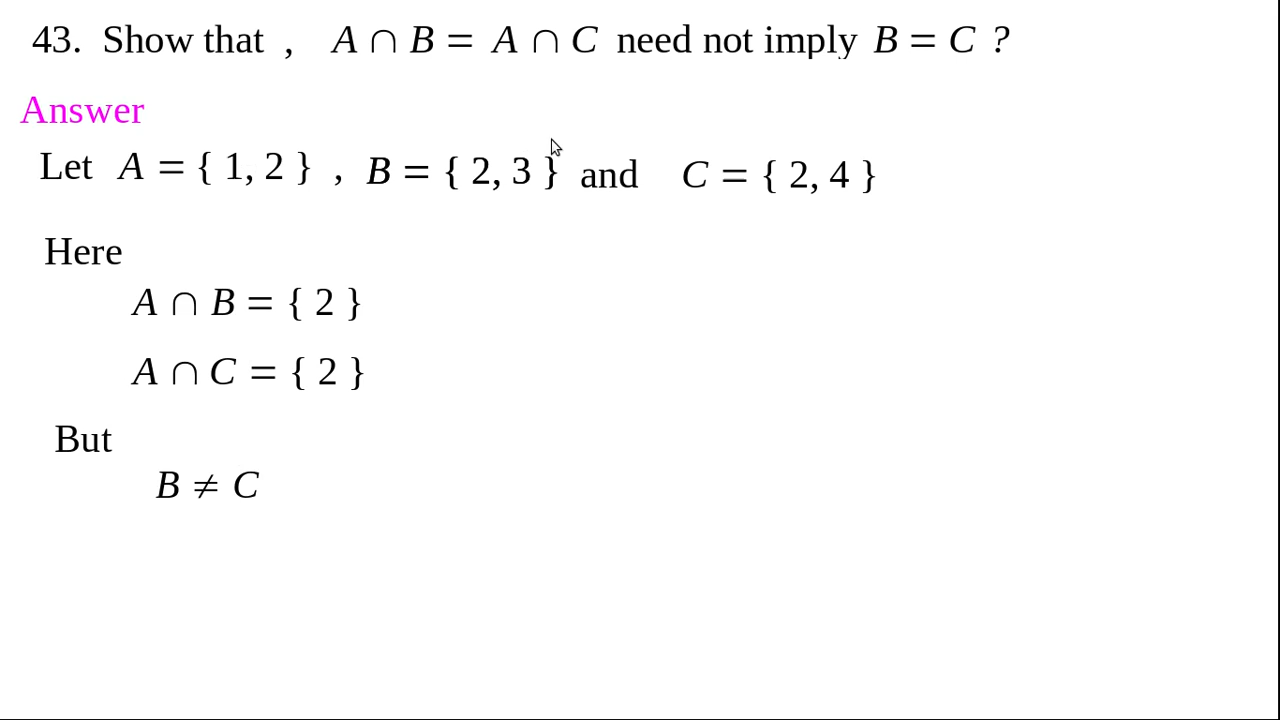 43. Show that , A ∩ B = A ∩ C need not imply B = C ?
Answer
Let A = { 1, 2 } , B = { 2, 3 } and C = { 2, 4 }
Here
A ∩ B = { 2 }
A ∩ C = { 2 }
But
B ≠ C